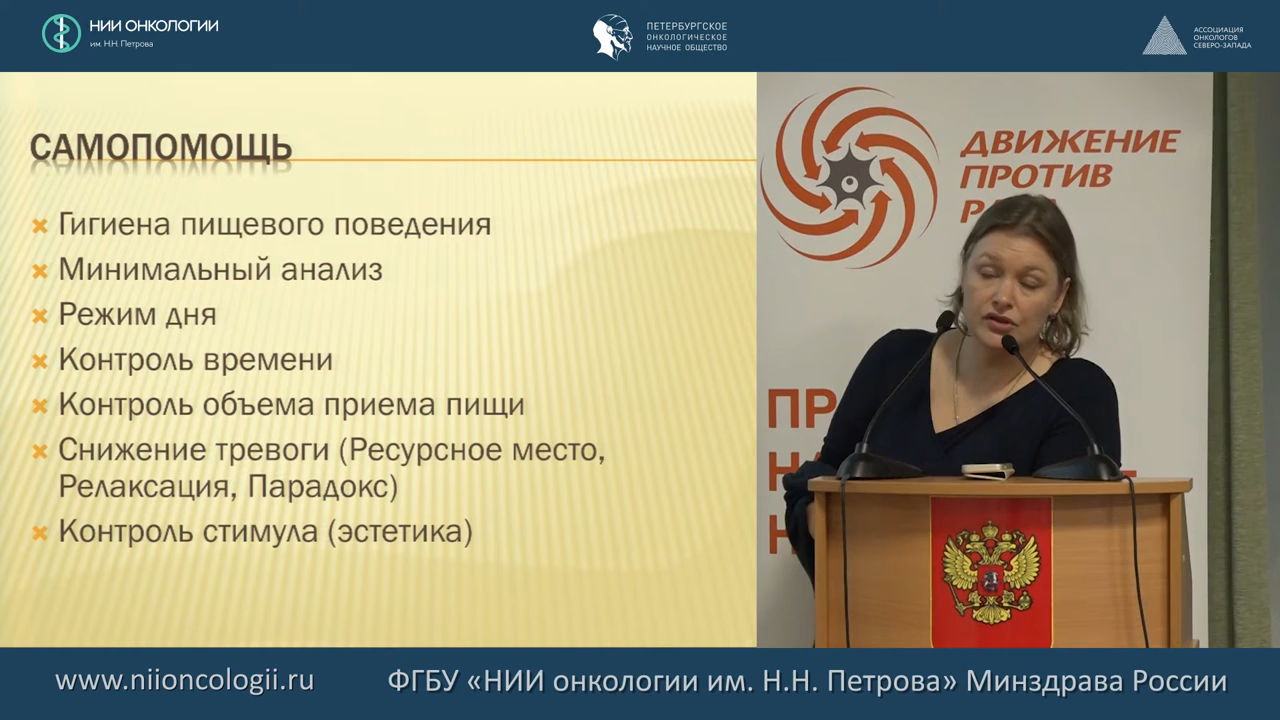 НИИ ОНКОЛОГИИ
им. Н.Н. Петрова
ПЕТЕРБУРГСКОЕ
ОНКОЛОГИЧЕСКОЕ
НАУЧНОЕ ОБЩЕСТВО
АССОЦИАЦИЯ
ОНКОЛОГОВ
СЕВЕРО-ЗАПАДА
САМОПОМОЩЬ
Гигиена пищевого поведения
Минимальный анализ
Режим дня
Контроль времени
Контроль объема приема пищи
Снижение тревоги (Ресурсное место,
Релаксация, Парадокс)
Контроль стимула (эстетика)
ДВИЖЕНИЕ
ПРОТИВ
www.niioncologii.ru
ФГБУ «НИИ онкологии им. Н.Н. Петрова» Минздрава России